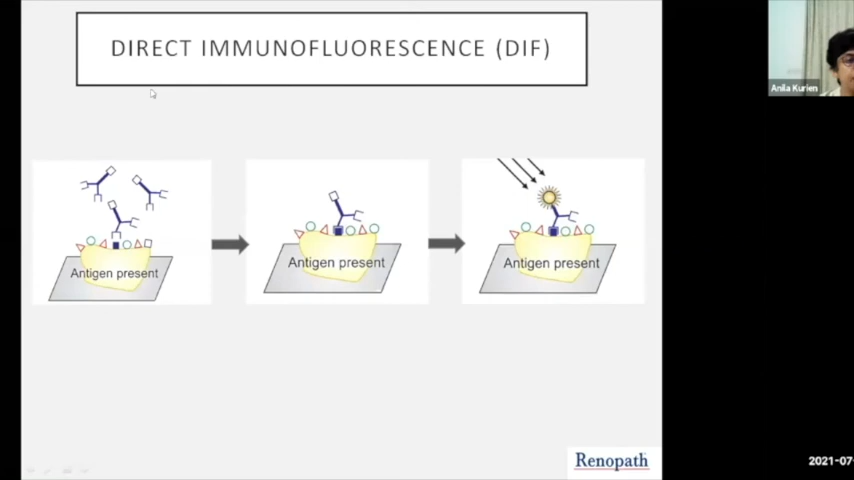 DIRECT IMMUNOFLUORESCENCE (DIF)
Anila Kurien
Antigen present
Antigen present
Antigen present
Renopath
2021-07-